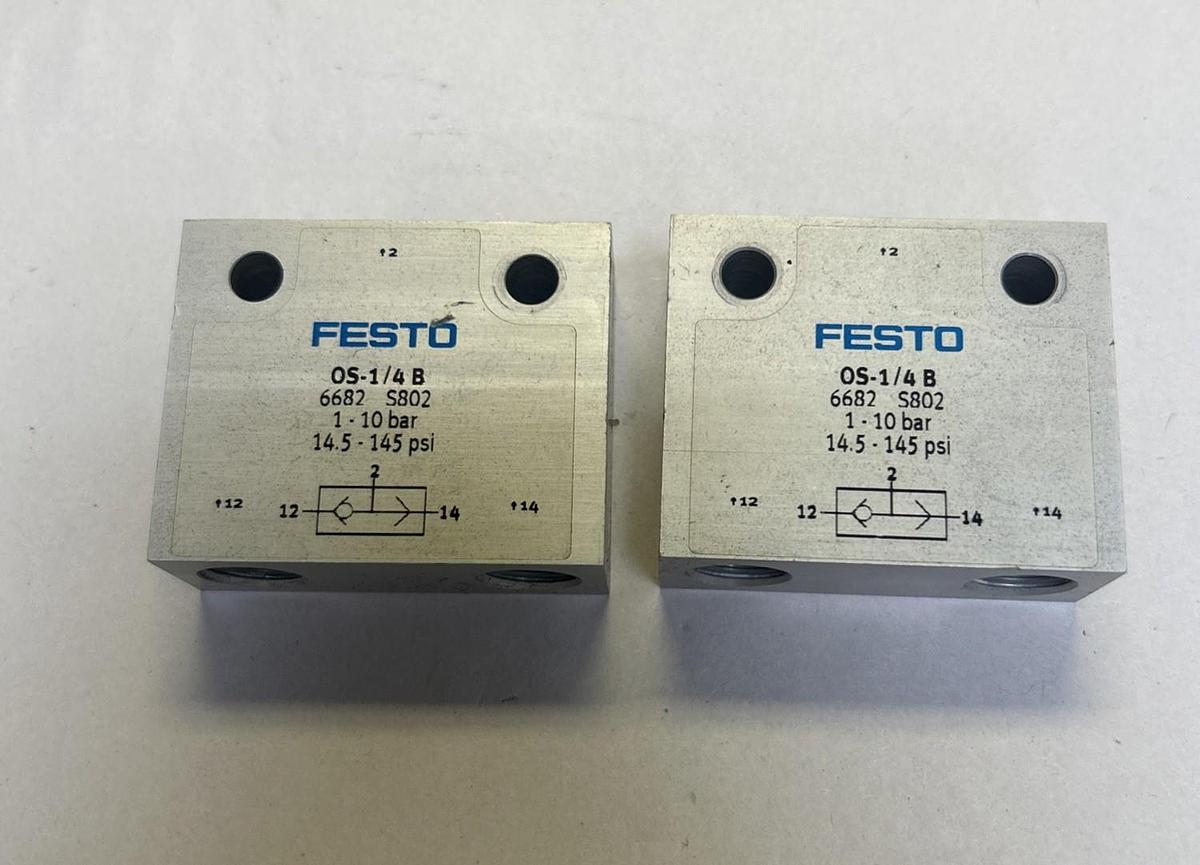 ↑2
FESTO
OS-1/4 B
6682 S802
1 - 10 bar
14.5 - 145 psi
2
↑12 12 14 ↑14
↑2
FESTO
OS-1/4 B
6682 S802
1 - 10 bar
14.5 - 145 psi
2
↑12 12 14 ↑14